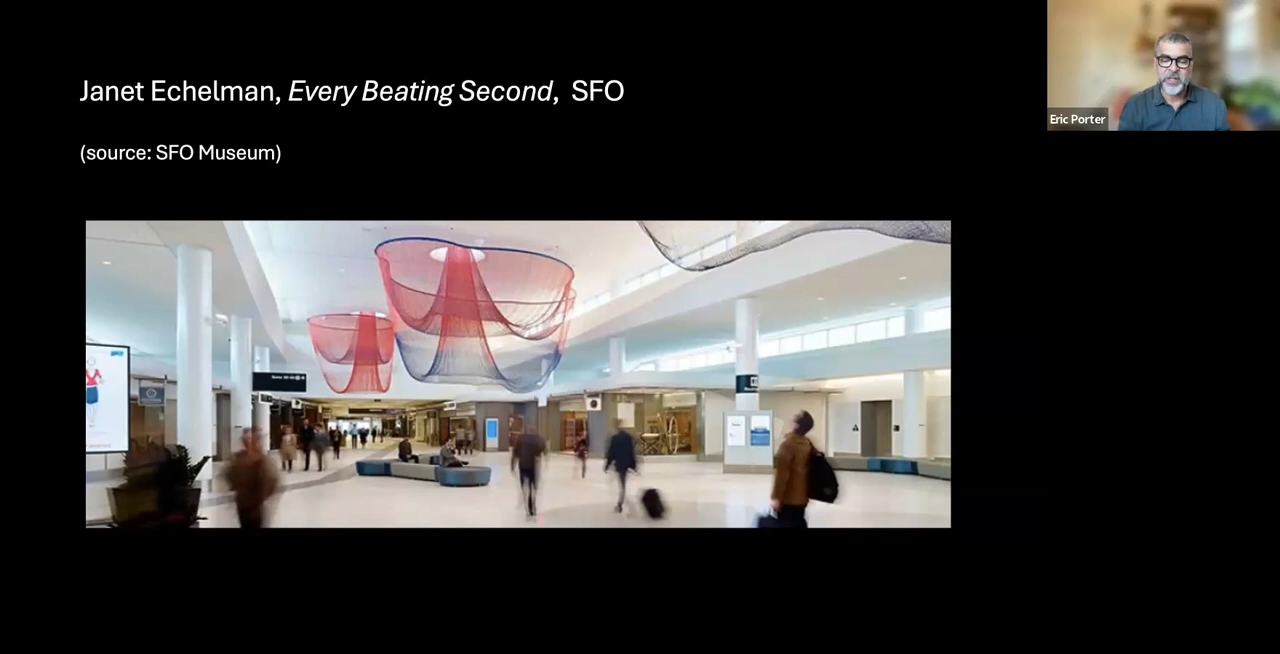 Janet Echelman, Every Beating Second, SFO
(source: SFO Museum)
Eric Porter